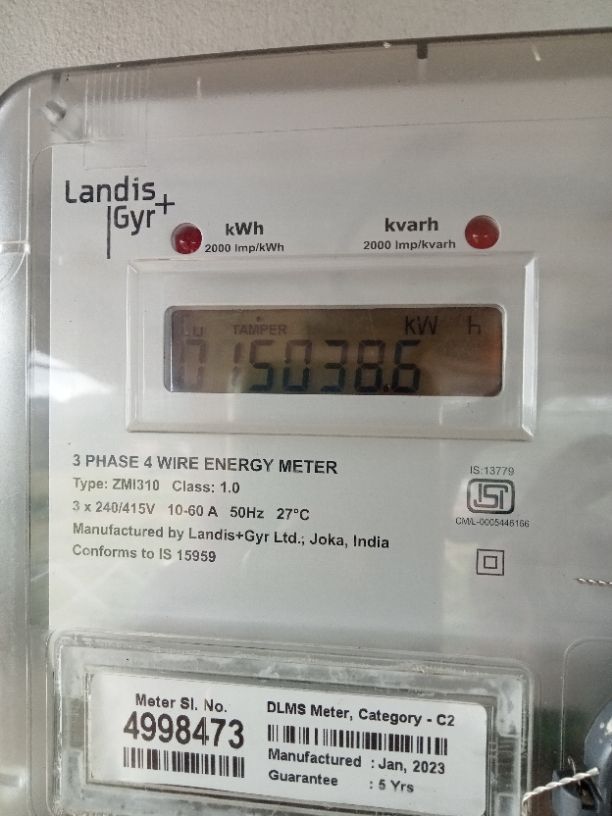 Landis
Gyr+
kWh
2000 Imp/kWh
kvarh
2000 Imp/kvarh
TAMPER
kW h
015038.6
3 PHASE 4 WIRE ENERGY METER
Type: ZMI310 Class: 1.0
3 x 240/415V 10-60 A 50Hz 27°C
Manufactured by Landis+Gyr Ltd.; Joka, India
Conforms to IS 15959
IS:13779
ISI
CM/L-0005446166
Meter Sl. No.
4998473
DLMS Meter, Category - C2
Manufactured : Jan, 2023
Guarantee : 5 Yrs